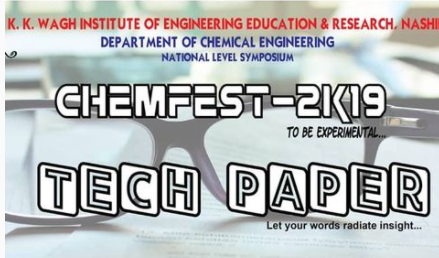 K. K. WAGH INSTITUTE OF ENGINEERING EDUCATION & RESEARCH, NASHI
DEPARTMENT OF CHEMICAL ENGINEERING
NATIONAL LEVEL SYMPOSIUM
CHEMFEST-2K19
TO BE EXPERIMENTAL...
TECH PAPER
Let your words radiate insight...